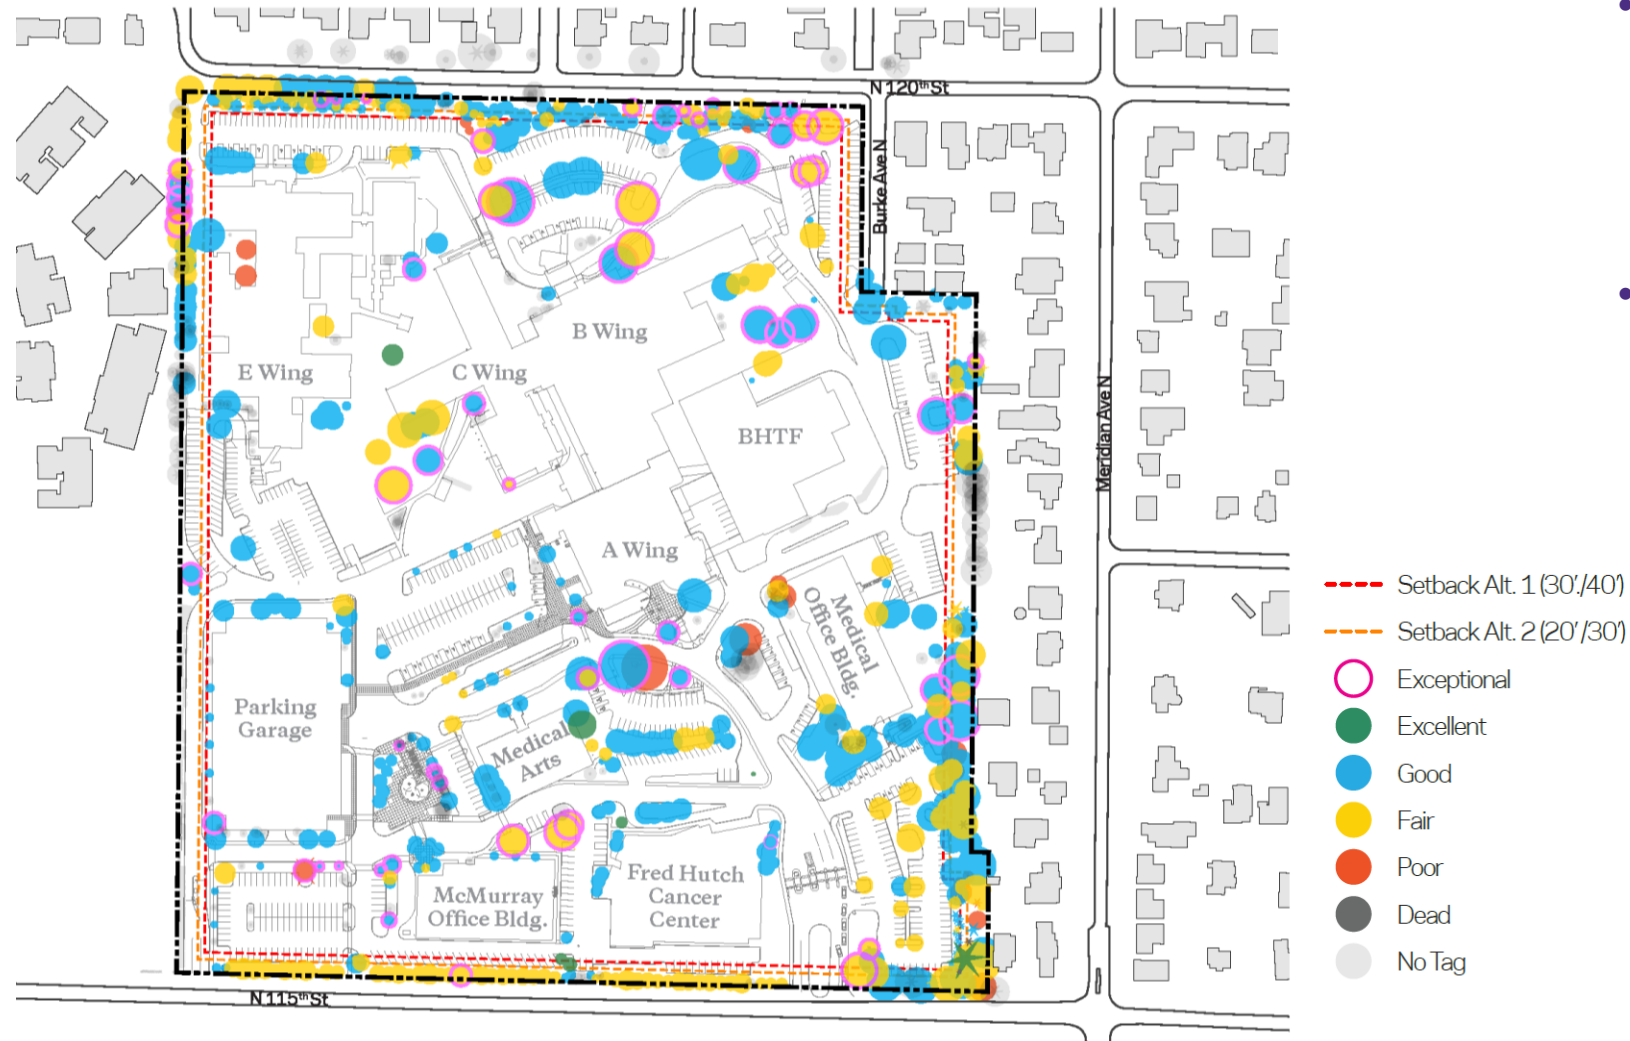 N 120th St
Burke Ave N
B Wing
E Wing
C Wing
BHTF
Meridian Ave N
A Wing
Medical
Office Bldg.
Parking
Garage
Medical
Arts
Fred Hutch
Cancer
Center
McMurray
Office Bldg.
N 115th St
Setback Alt. 1 (30'./40')
Setback Alt. 2 (20'/30')
Exceptional
Excellent
Good
Fair
Poor
Dead
No Tag